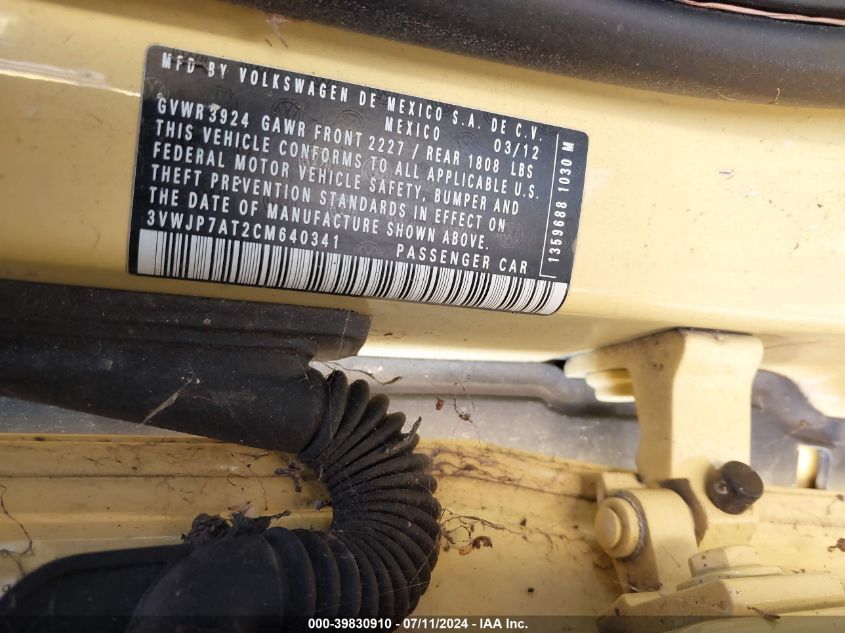 MFD BY VOLKSWAGEN DE MEXICO S.A. DE C.V.
MEXICO 03/12
GVWR 3924 GAWR FRONT 2227 / REAR 1808 LBS
THIS VEHICLE CONFORMS TO ALL APPLICABLE U.S.
FEDERAL MOTOR VEHICLE SAFETY, BUMPER AND
THEFT PREVENTION STANDARDS IN EFFECT ON
THE DATE OF MANUFACTURE SHOWN ABOVE.
3VWJP7AT2CM640341 PASSENGER CAR
1359688 1030 M
000-39830910 - 07/11/2024 - IAA Inc.